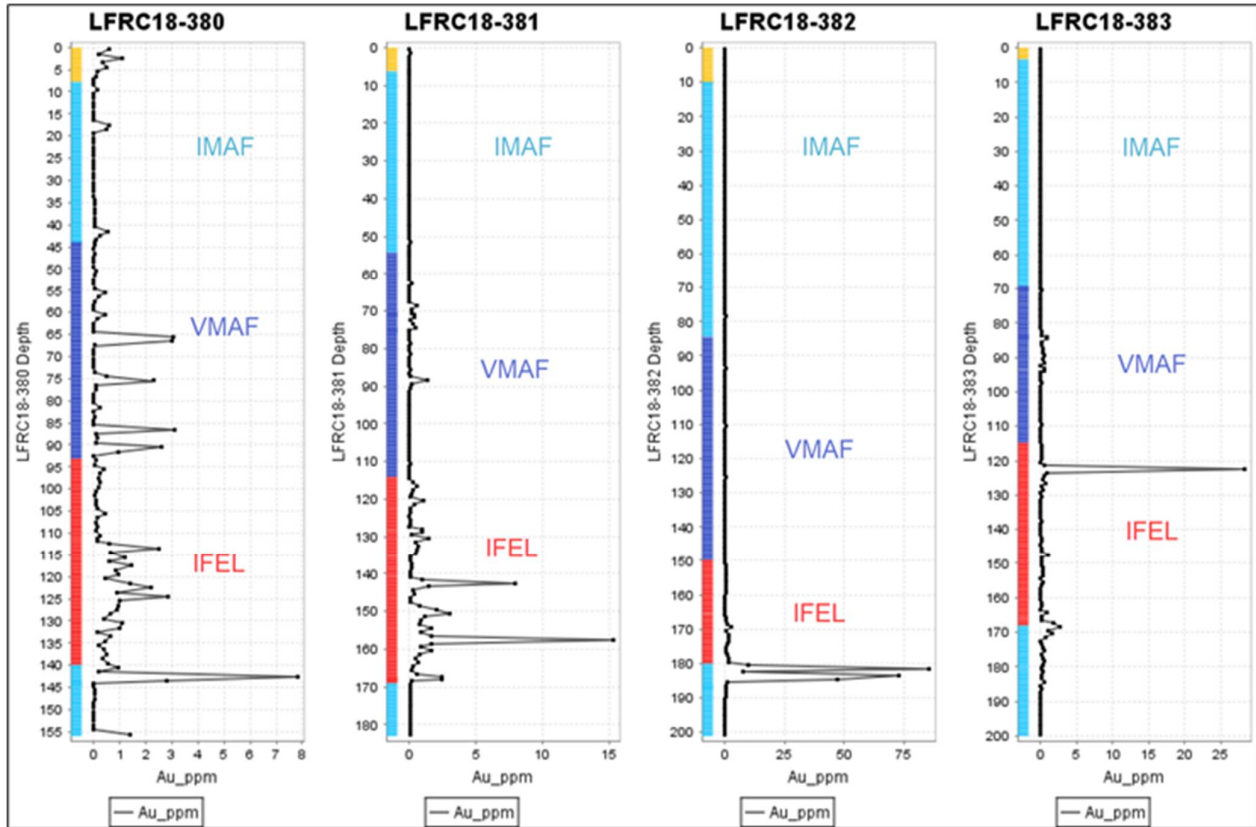 LFRC18-380
LFRC18-381
LFRC18-382
LFRC18-383
LFRC18-380 Depth
0
5
10
15
20
25
30
35
40
45
50
55
60
65
70
75
80
85
90
95
100
105
110
115
120
125
130
135
140
145
150
155
IMAF
VMAF
IFEL
0 1 2 3 4 5 6 7 8
Au_ppm
Au_ppm
LFRC18-381 Depth
0
10
20
30
40
50
60
70
80
90
100
110
120
130
140
150
160
170
180
IMAF
VMAF
IFEL
0 5 10 15
Au_ppm
Au_ppm
LFRC18-382 Depth
0
10
20
30
40
50
60
70
80
90
100
110
120
130
140
150
160
170
180
190
200
IMAF
VMAF
IFEL
0 25 50 75
Au_ppm
Au_ppm
LFRC18-383 Depth
0
10
20
30
40
50
60
70
80
90
100
110
120
130
140
150
160
170
180
190
200
IMAF
VMAF
IFEL
0 5 10 15 20 25
Au_ppm
Au_ppm